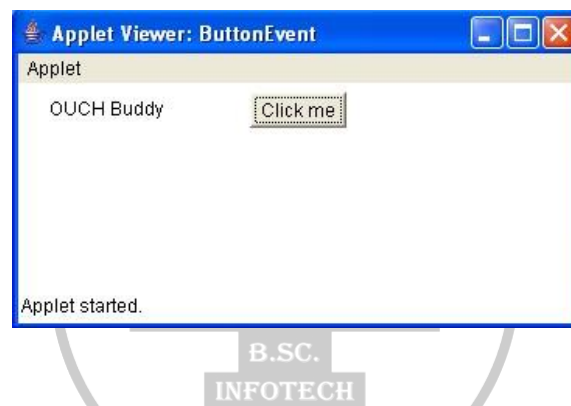 Applet Viewer: ButtonEvent
Applet
OUCH Buddy Click me
Applet started.
B.SC.
INFOTECH